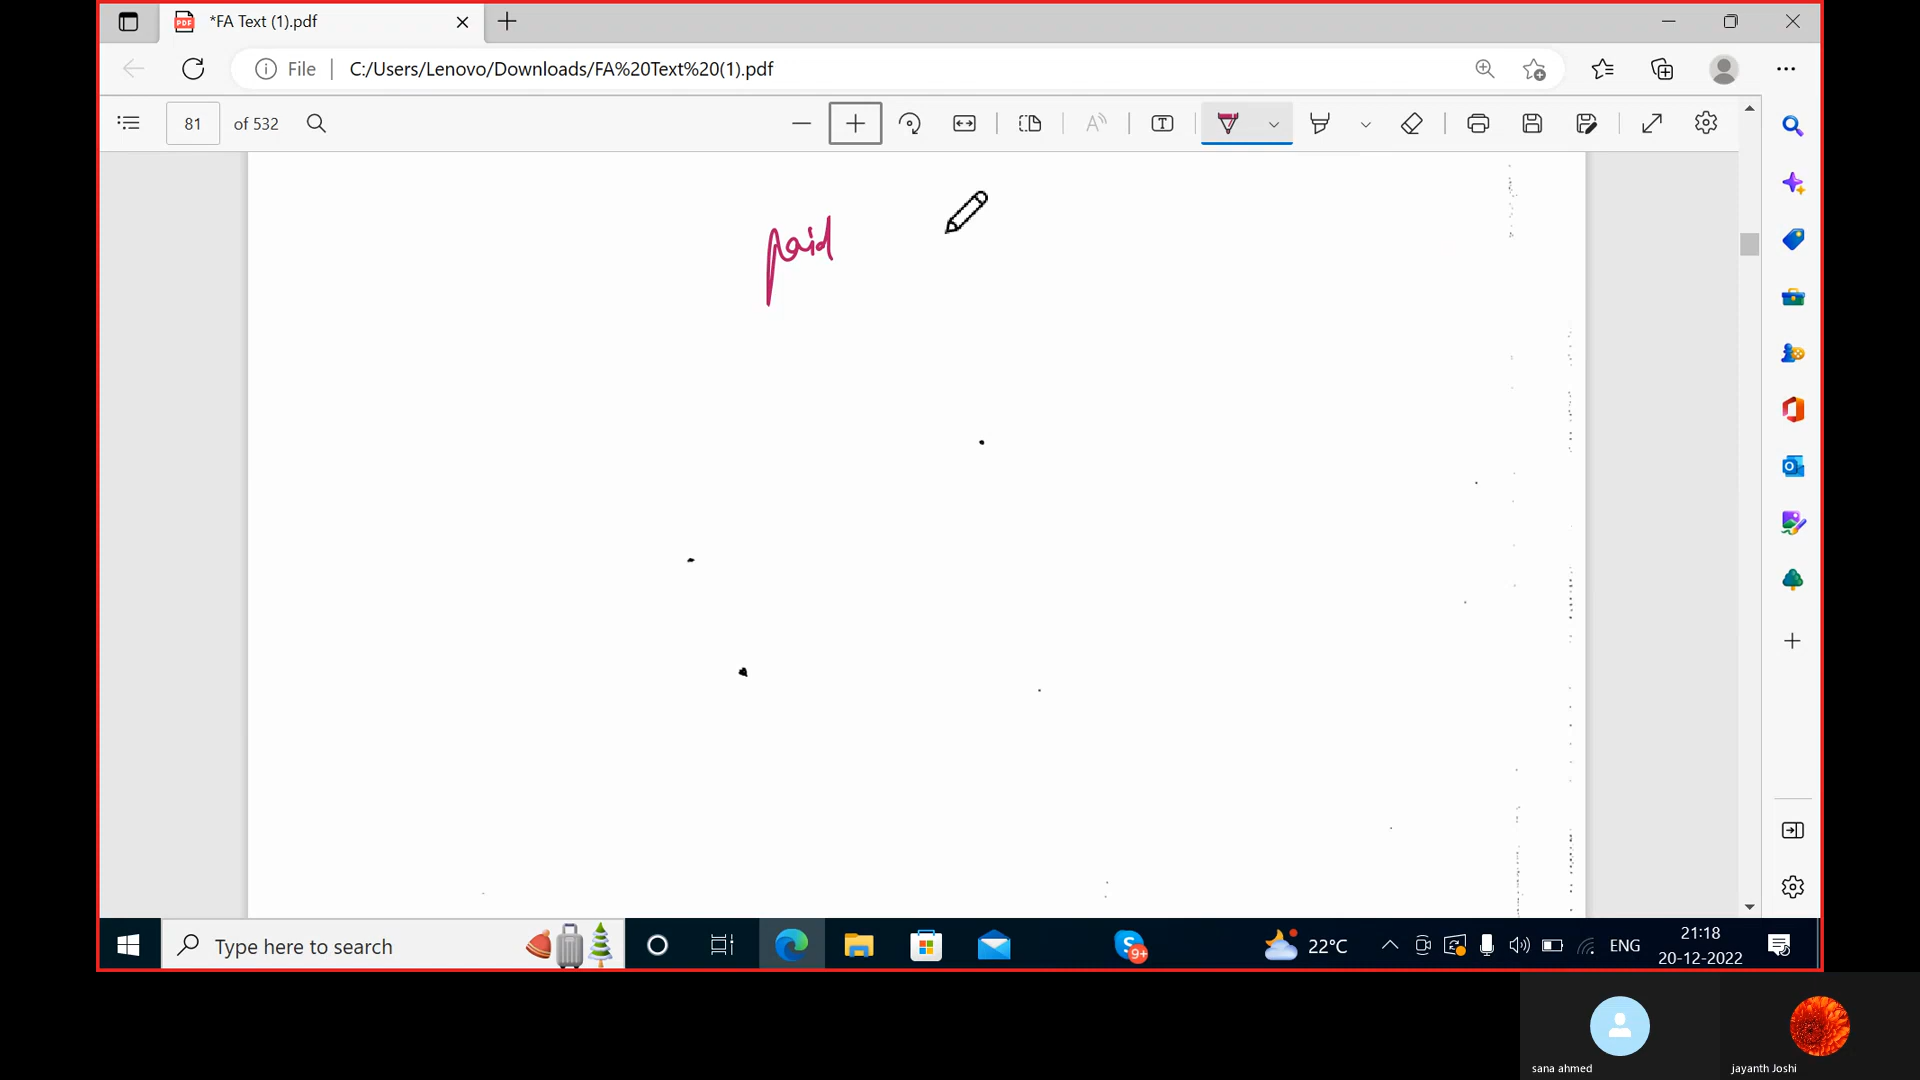 *FA Text (1).pdf
File
C:/Users/Lenovo/Downloads/FA%20Text%20(1).pdf
81 of 532
paid
Type here to search
9+
22°C
ENG
21:18
20-12-2022
sana ahmed
jayanth Joshi